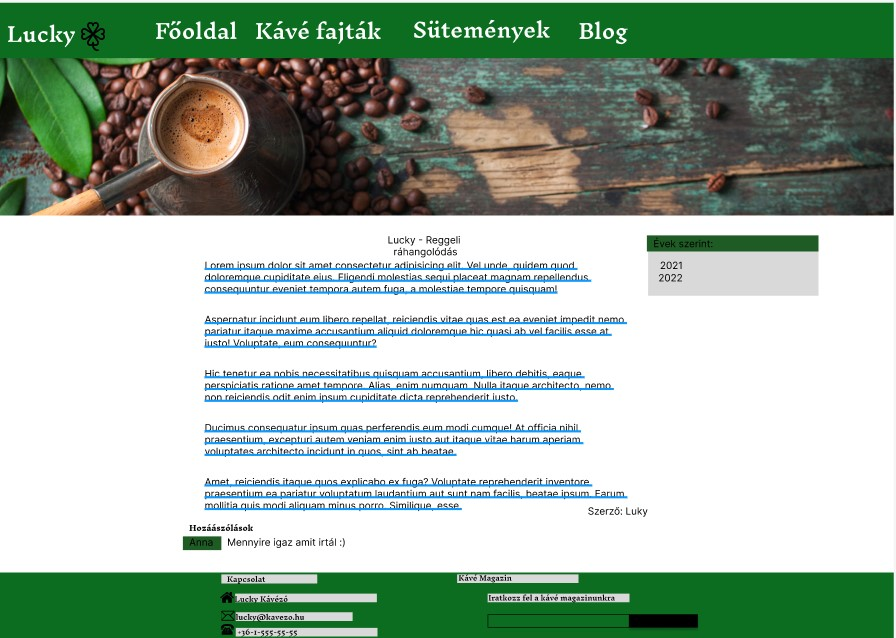 Lucky
Főoldal
Kávé fajták
Sütemények
Blog
Lucky - Reggeli
ráhangolódás
Lorem ipsum dolor sit amet consectetur adipisicing elit. Vel unde, quidem quod
doloremque cupiditate eius. Eligendi molestias sequi placeat magnam repellendus
consequuntur eveniet tempora autem fuga, a molestiae tempore quisquam!
Aspernatur incidunt eum libero repellat, reiciendis vitae quas est ea eveniet impedit nemo
pariatur itaque maxime accusantium aliquid doloremque hic quasi ab vel facilis esse at
iusto! Voluptate, eum consequuntur?
Hic tenetur ea nobis necessitatibus quisquam accusantium, libero debitis, eaque
perspiciatis ratione amet tempore. Alias, enim numquam. Nulla itaque architecto, nemo
non reiciendis odit enim ipsum cupiditate dicta reprehenderit iusto.
Ducimus consequatur ipsum quas perferendis eum modi cumque! At officia nihil
praesentium, excepturi autem veniam enim iusto aut itaque vitae harum aperiam
voluptates architecto incidunt in quos, sint ab beatae.
Amet, reiciendis itaque quos explicabo ex fuga? Voluptate reprehenderit inventore
praesentium ea pariatur voluptatum laudantium aut sunt nam facilis, beatae ipsum. Earum
mollitia quis modi aliquam minus porro. Similique, esse.
Szerző: Luky
Évek szerint:
2021
2022
Hozáászólások
Anna Mennyire igaz amit irtál :)
Kapcsolat
Lucky Kávézó
lucky@kavezo.hu
+36-1-555-55-55
Kávé Magazin
Iratkozz fel a kávé magazinunkra